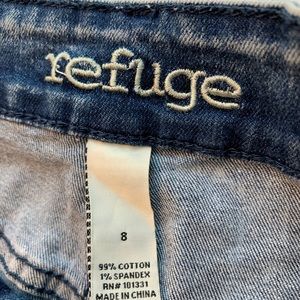 refuge
8
99% COTTON
1% SPANDEX
RN# 101331
MADE IN CHINA